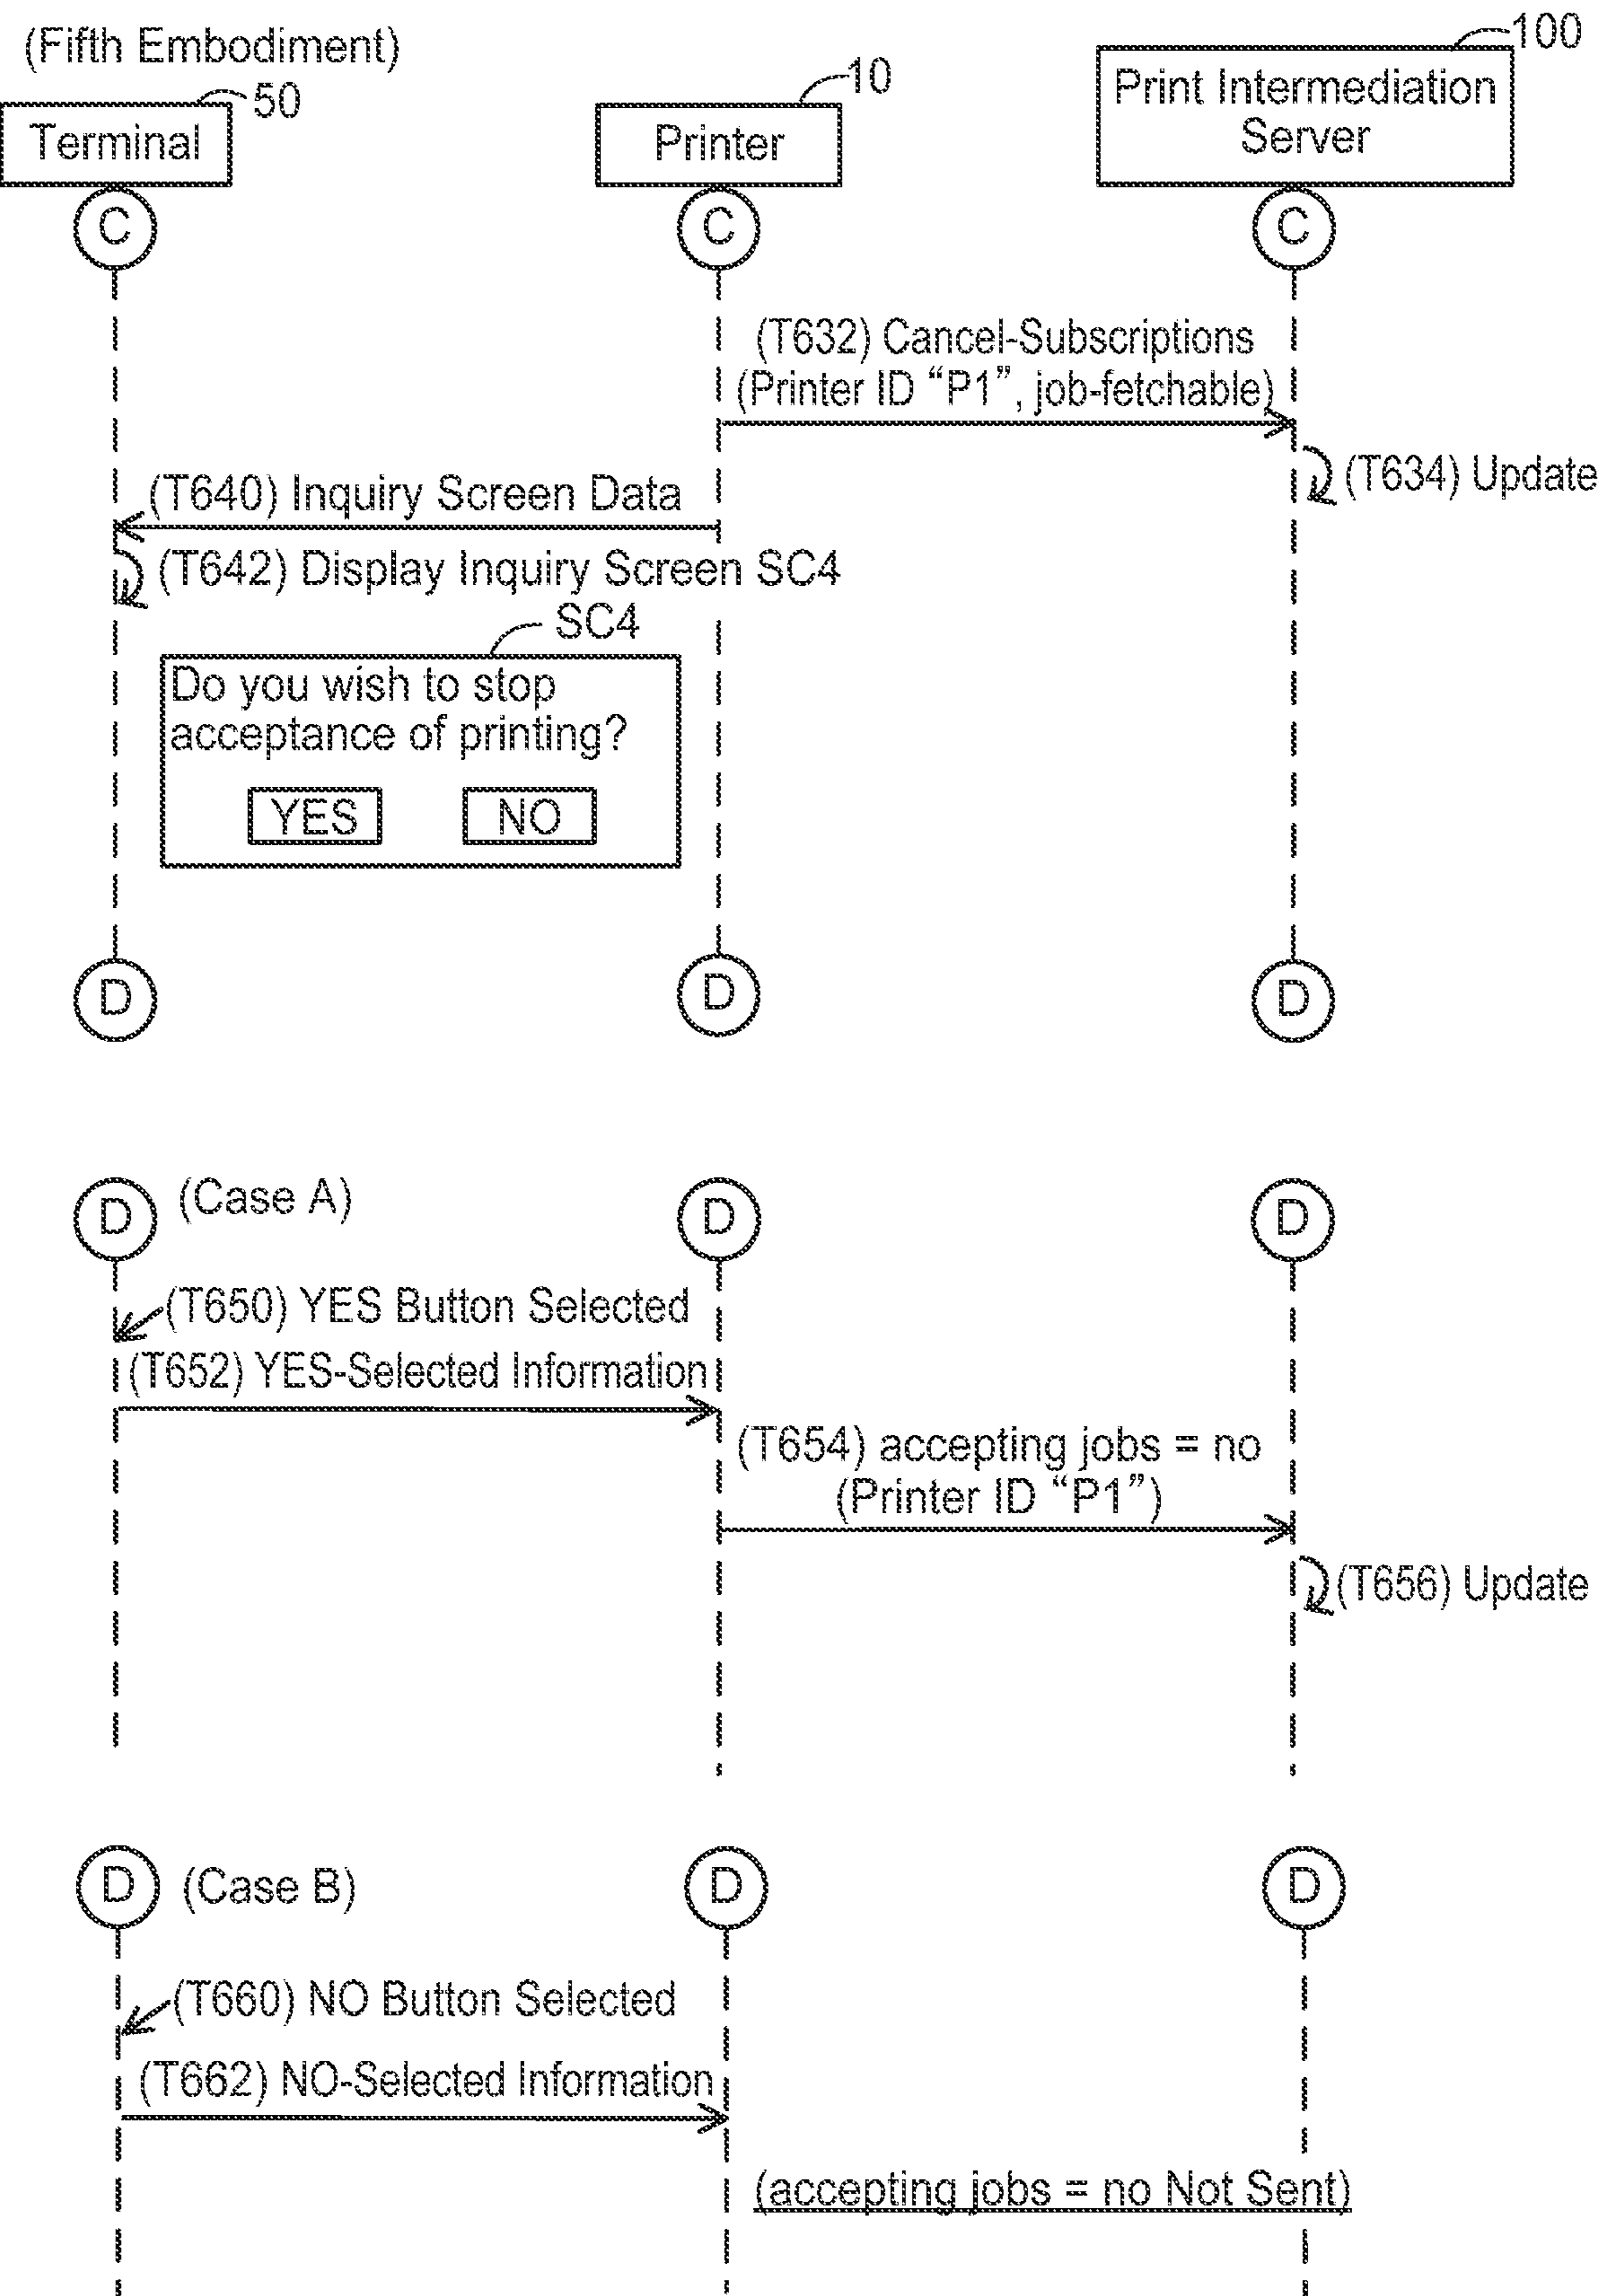 (Fifth Embodiment)
100
50
10
Terminal
Printer
Print Intermediation
Server
C
C
C
(T632) Cancel-Subscriptions
(Printer ID “P1”, job-fetchable)
(T634) Update
(T640) Inquiry Screen Data
(T642) Display Inquiry Screen SC4
SC4
Do you wish to stop
acceptance of printing?
YES
NO
D
D
D
D
(Case A)
D
D
(T650) YES Button Selected
(T652) YES-Selected Information
(T654) accepting jobs = no
(Printer ID “P1”)
(T656) Update
D
(Case B)
D
D
(T660) NO Button Selected
(T662) NO-Selected Information
(accepting jobs = no Not Sent)